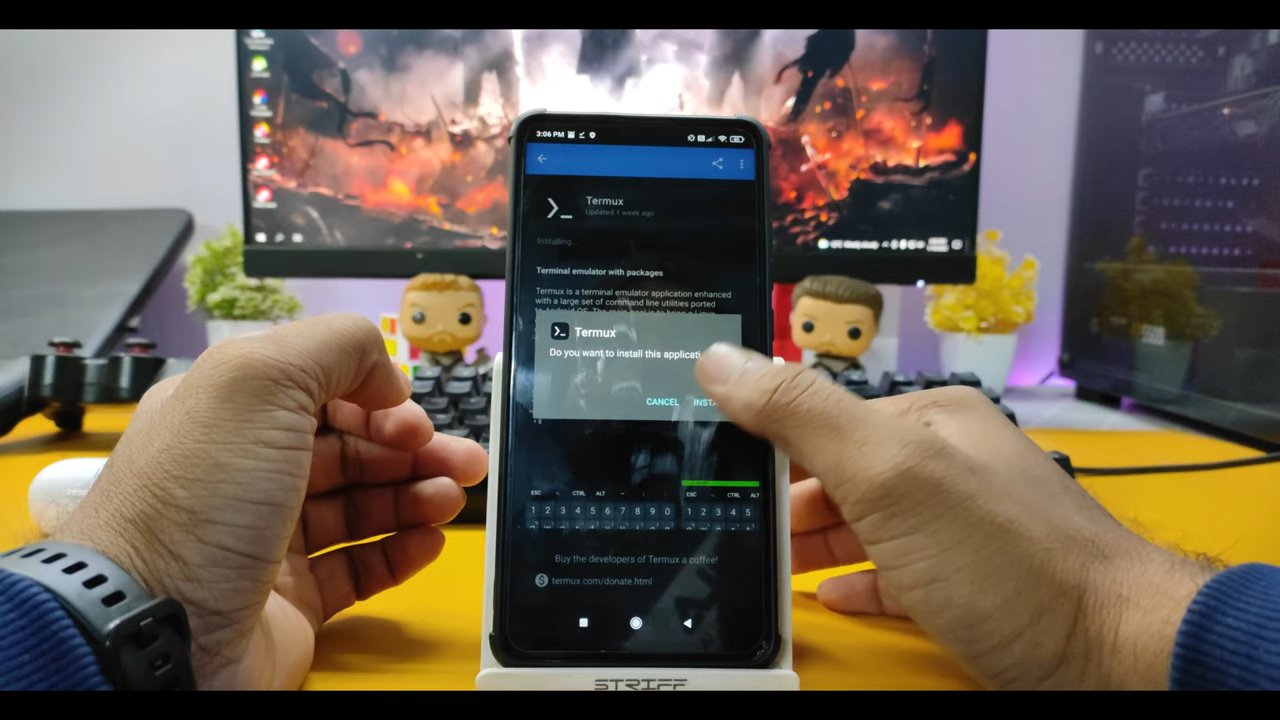 3:06 PM
Termux
Updated 1 week ago
Installing
Terminal emulator with packages
Termux is a terminal emulator application enhanced
with a large set of command line utilities ported
Termux
Do you want to install this applicati
CANCEL INSTA
ESC CTRL ALT ESC CTRL ALT
1 2 3 4 5 6 7 8 9 0 1 2 3 4 5
Buy the developers of Termux a coffee!
termux.com/donate.html
STRIFF